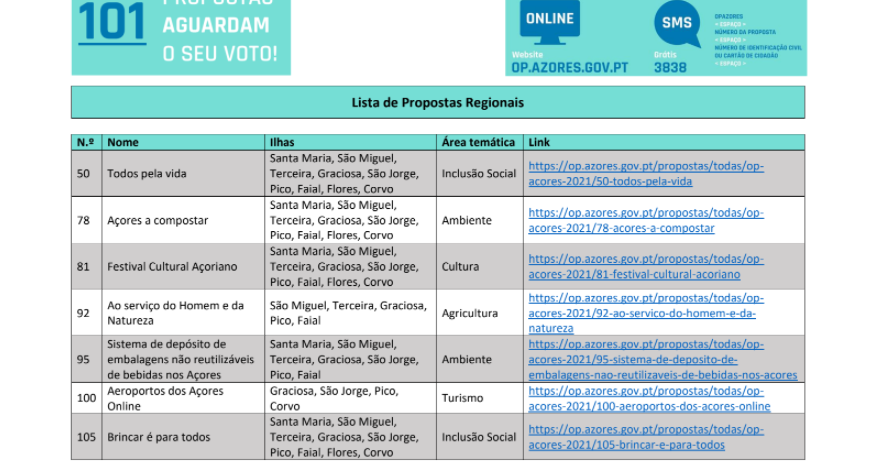 101
PROPOSTAS
AGUARDAM
O SEU VOTO!
ONLINE
Website
OP.AZORES.GOV.PT
SMS
Grátis
3838
OPAZORES
< ESPAÇO >
NÚMERO DA PROPOSTA
< ESPAÇO >
NÚMERO DE IDENTIFICAÇÃO CIVIL
OU CARTÃO DE CIDADÃO
< ESPAÇO >
Lista de Propostas Regionais
N.º Nome Ilhas Área temática Link
50 Todos pela vida
Santa Maria, São Miguel,
Terceira, Graciosa, São Jorge,
Pico, Faial, Flores, Corvo
Inclusão Social
https://op.azores.gov.pt/propostas/todas/op-
acores-2021/50-todos-pela-vida
78 Açores a compostar
Santa Maria, São Miguel,
Terceira, Graciosa, São Jorge,
Pico, Faial, Flores, Corvo
Ambiente
https://op.azores.gov.pt/propostas/todas/op-
acores-2021/78-acores-a-compostar
81 Festival Cultural Açoriano
Santa Maria, São Miguel,
Terceira, Graciosa, São Jorge,
Pico, Faial, Flores, Corvo
Cultura
https://op.azores.gov.pt/propostas/todas/op-
acores-2021/81-festival-cultural-acoriano
92 Ao serviço do Homem e da
Natureza
São Miguel, Terceira, Graciosa,
Pico, Faial
Agricultura
https://op.azores.gov.pt/propostas/todas/op-
acores-2021/92-ao-servico-do-homem-e-da-
natureza
95 Sistema de depósito de
embalagens não reutilizáveis
de bebidas nos Açores
Santa Maria, São Miguel,
Terceira, Graciosa, São Jorge,
Pico, Faial
Ambiente
https://op.azores.gov.pt/propostas/todas/op-
acores-2021/95-sistema-de-deposito-de-
embalagens-nao-reutilizaveis-de-bebidas-nos-acores
100 Aeroportos dos Açores
Online
Graciosa, São Jorge, Pico,
Corvo
Turismo
https://op.azores.gov.pt/propostas/todas/op-
acores-2021/100-aeroportos-dos-acores-online
105 Brincar é para todos
Santa Maria, São Miguel,
Terceira, Graciosa, São Jorge,
Pico, Faial, Flores, Corvo
Inclusão Social
https://op.azores.gov.pt/propostas/todas/op-
acores-2021/105-brincar-e-para-todos